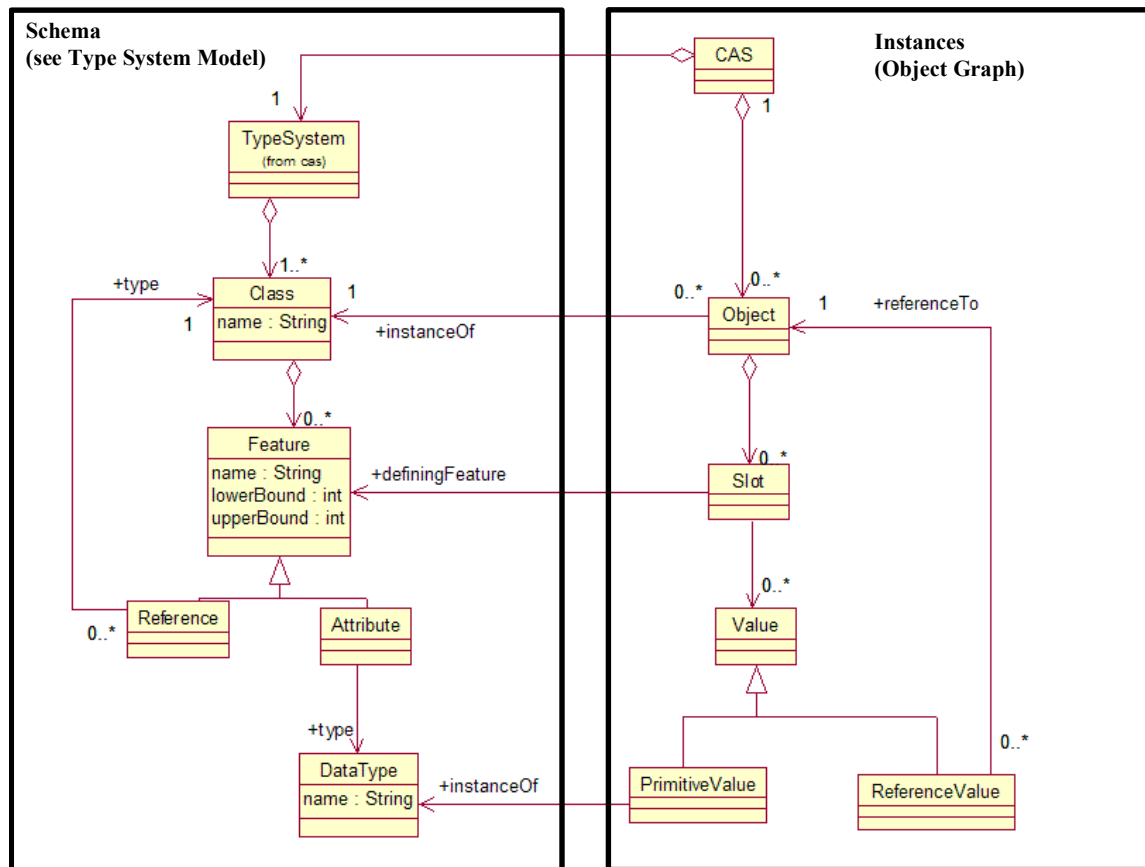 Schema
(see Type System Model)
1
TypeSystem
(from cas)
1..*
+type
1
Class
name : String
1
+instanceOf
0..*
Feature
name : String
lowerBound : int
upperBound : int
+definingFeature
Reference
0..*
Attribute
+type
DataType
name : String
+instanceOf
Instances
(Object Graph)
CAS
1
0..*
0..*
Object
1
+referenceTo
0..*
Slot
0..*
Value
0..*
PrimitiveValue
ReferenceValue